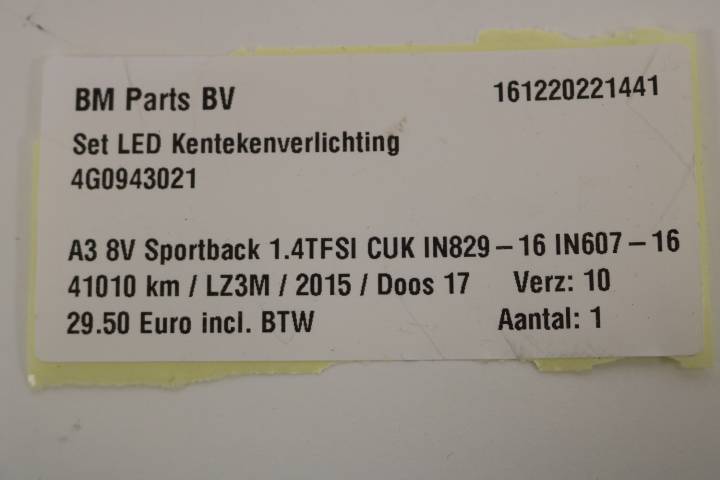 BM Parts BV 161220221441
Set LED Kentekenverlichting
4G0943021
A3 8V Sportback 1.4TFSI CUK IN829 – 16 IN607 – 16
41010 km / LZ3M / 2015 / Doos 17 Verz: 10
29.50 Euro incl. BTW Aantal: 1